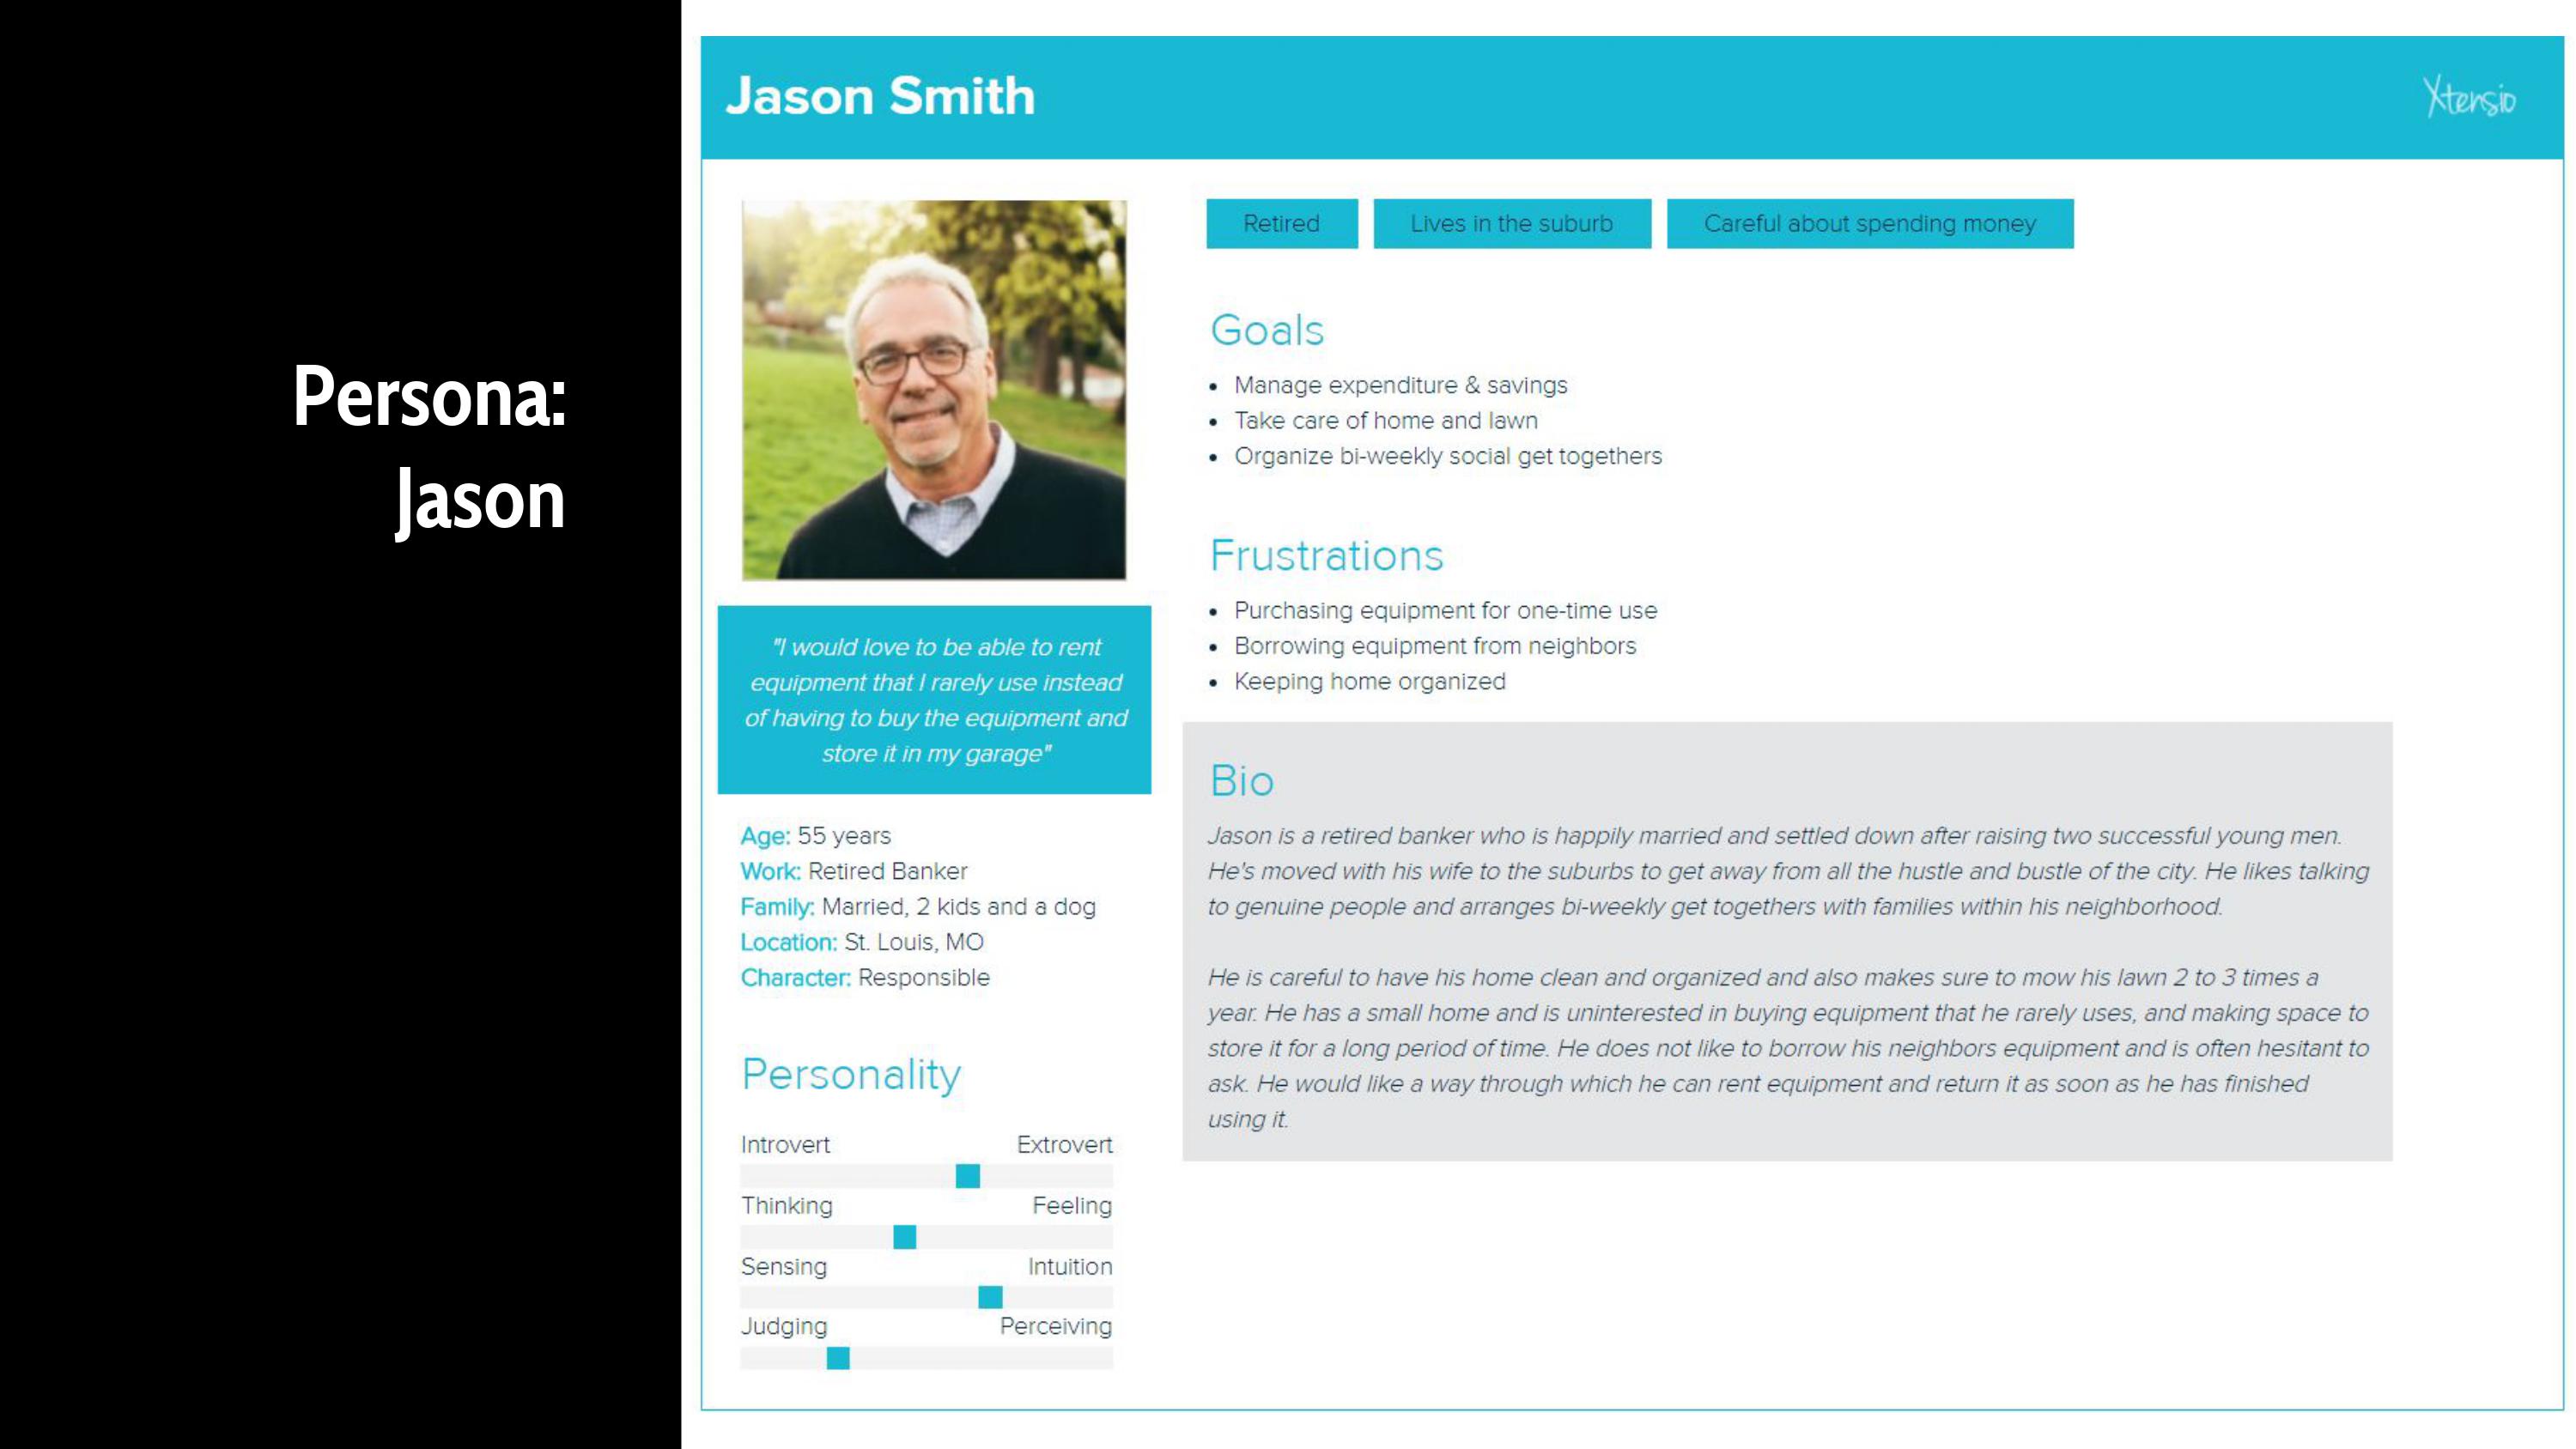 Persona:
Jason
Jason Smith
Xtensio
"I would love to be able to rent
equipment that I rarely use instead
of having to buy the equipment and
store it in my garage"
Age: 55 years
Work: Retired Banker
Family: Married, 2 kids and a dog
Location: St. Louis, MO
Character: Responsible
Personality
Introvert Extrovert
Thinking Feeling
Sensing Intuition
Judging Perceiving
Retired Lives in the suburb Careful about spending money
Goals
• Manage expenditure & savings
• Take care of home and lawn
• Organize bi-weekly social get togethers
Frustrations
• Purchasing equipment for one-time use
• Borrowing equipment from neighbors
• Keeping home organized
Bio
Jason is a retired banker who is happily married and settled down after raising two successful young men.
He's moved with his wife to the suburbs to get away from all the hustle and bustle of the city. He likes talking
to genuine people and arranges bi-weekly get togethers with families within his neighborhood.
He is careful to have his home clean and organized and also makes sure to mow his lawn 2 to 3 times a
year. He has a small home and is uninterested in buying equipment that he rarely uses, and making space to
store it for a long period of time. He does not like to borrow his neighbors equipment and is often hesitant to
ask. He would like a way through which he can rent equipment and return it as soon as he has finished
using it.